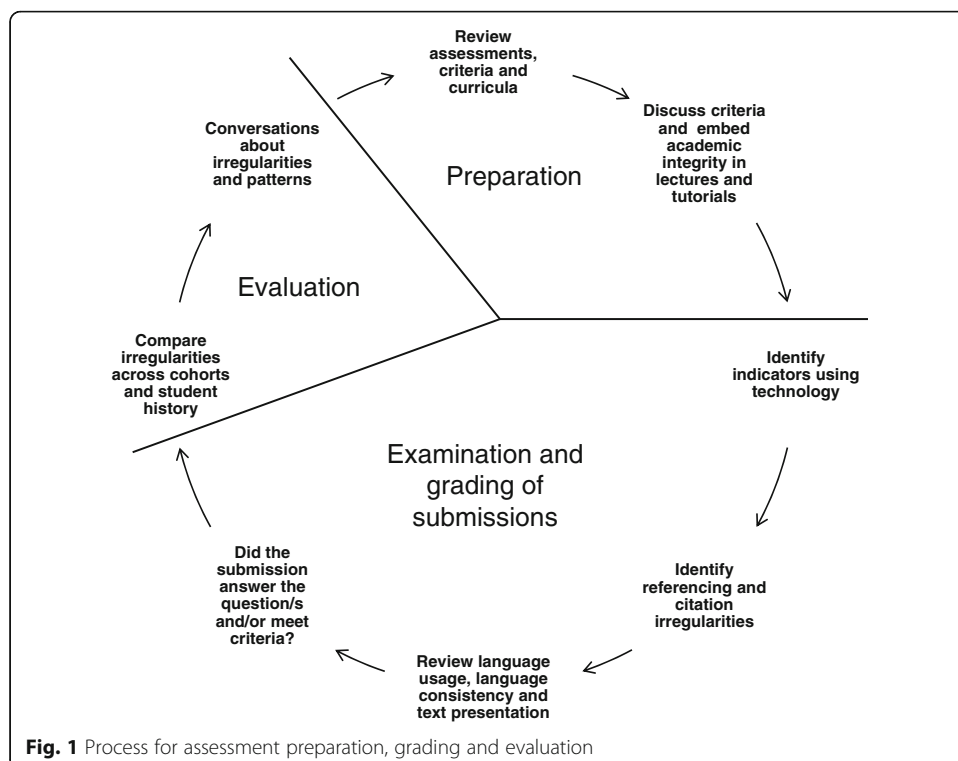 Review
assessments,
criteria and
curricula
Discuss criteria
and embed
academic
integrity in
lectures and
tutorials
Preparation
Conversations
about
irregularities
and patterns
Evaluation
Compare
irregularities
across cohorts
and student
history
Identify
indicators using
technology
Examination and
grading of
submissions
Identify
referencing and
citation
irregularities
Review language
usage, language
consistency and
text presentation
Did the
submission
answer the
question/s
and/or meet
criteria?
Fig. 1 Process for assessment preparation, grading and evaluation